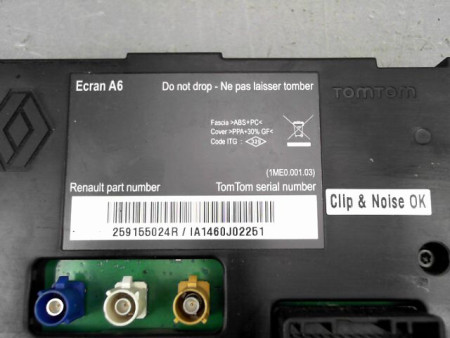 Ecran A6
Do not drop - Ne pas laisser tomber
TOMTOM
Fascia >ABS+PC<
Cover >PPA+30% GF<
Code ITG :
(1ME0.001.03)
Renault part number
TomTom serial number
Clip & Noise OK
259155024R / IA1460J02251